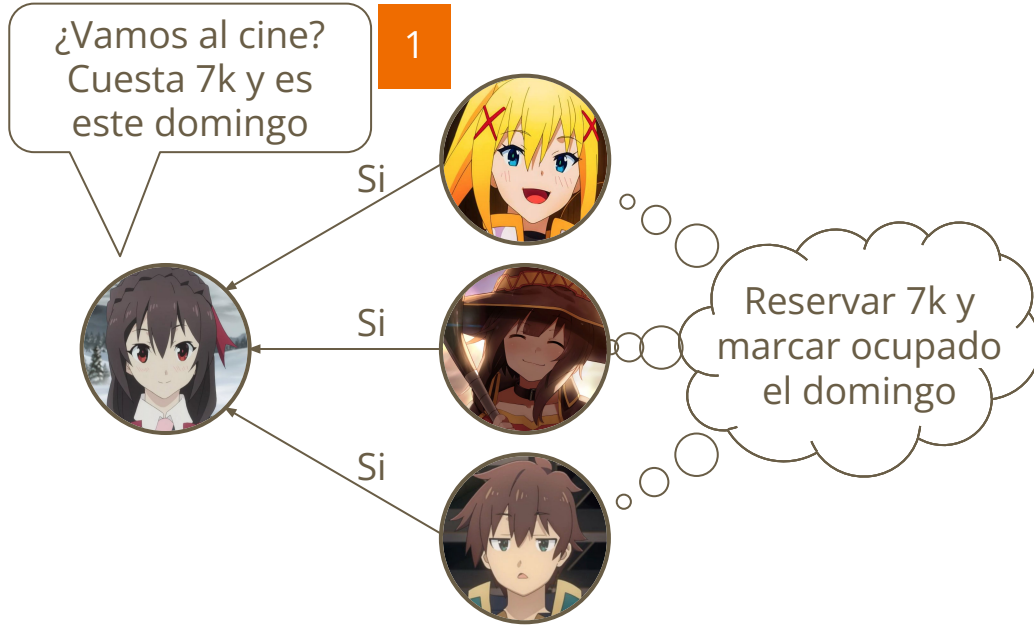 ¿Vamos al cine?
Cuesta 7k y es
este domingo
1
Si
Si
Si
Reservar 7k y
marcar ocupado
el domingo